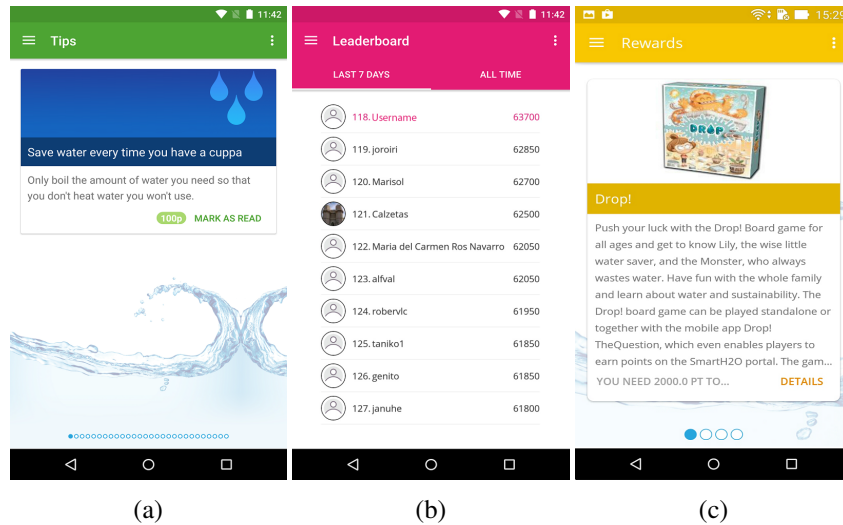 11:42
Tips
Save water every time you have a cuppa
Only boil the amount of water you need so that
you don't heat water you won't use.
100p MARK AS READ
(a)
11:42
Leaderboard
LAST 7 DAYS ALL TIME
118. Username 63700
119. joroiri 62850
120. Marisol 62700
121. Calzetas 62500
122. Maria del Carmen Ros Navarro 62050
123. alfval 62050
124. robervlc 61950
125. taniko1 61850
126. genito 61850
127. januhe 61800
(b)
15:29
Rewards
DROP
Drop!
Push your luck with the Drop! Board game for
all ages and get to know Lily, the wise little
water saver, and the Monster, who always
wastes water. Have fun with the whole family
and learn about water and sustainability. The
Drop! board game can be played standalone or
together with the mobile app Drop!
TheQuestion, which even enables players to
earn points on the SmartH2O portal. The gam...
YOU NEED 2000.0 PT TO... DETAILS
(c)